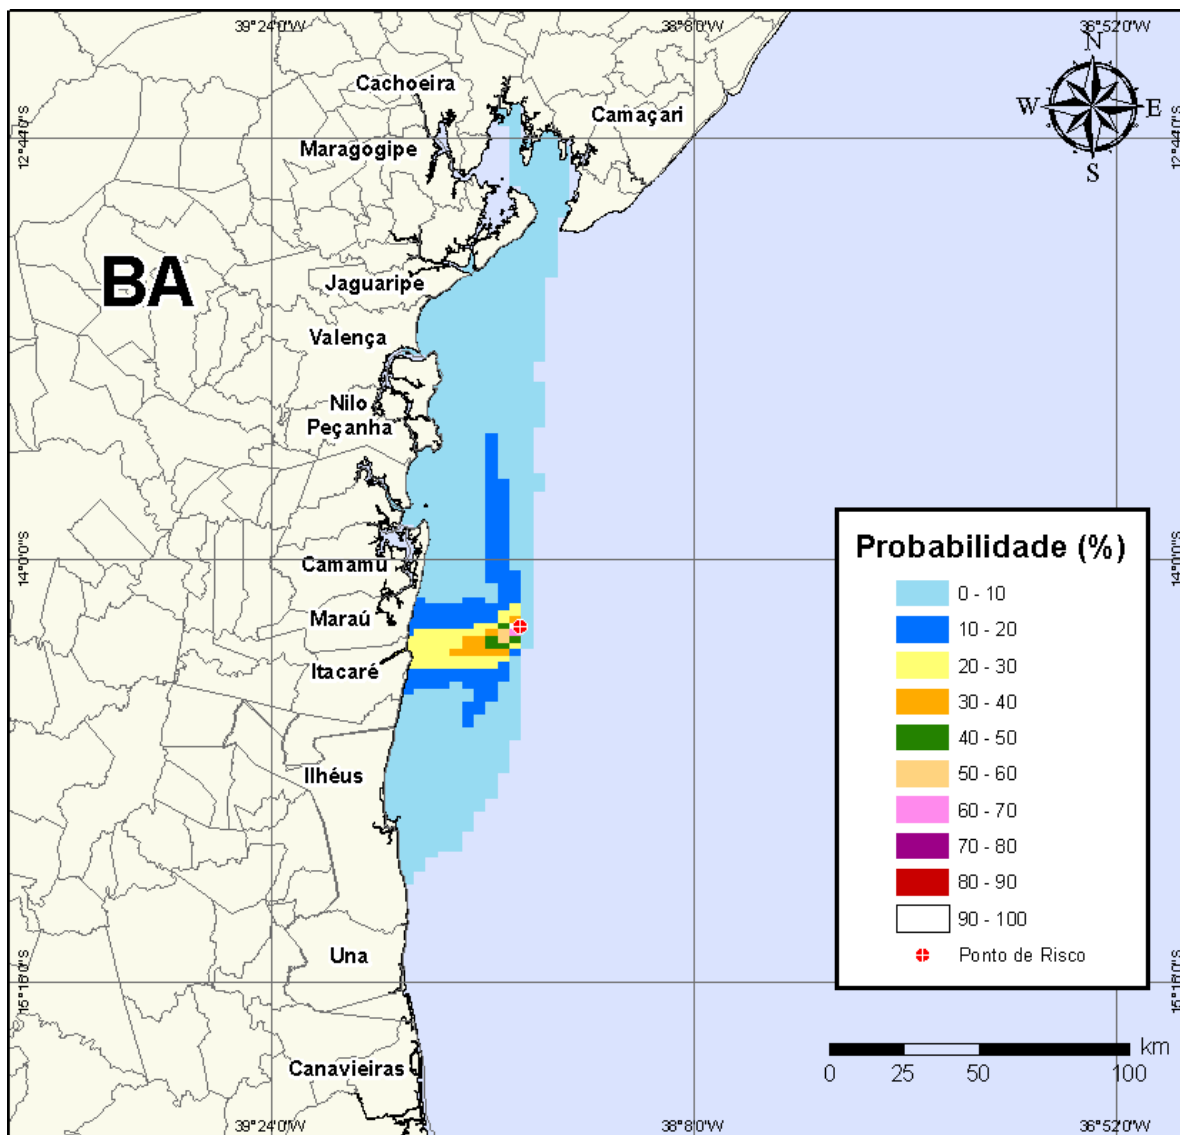 39°24'0"W
38°8'0"W
36°52'0"W
N
W
E
S
12°44'0"S
12°44'0"S
Cachoeira
Camaçari
Maragogipe
BA
Jaguaripe
Valença
Nilo
Peçanha
14°0'0"S
14°0'0"S
Camamu
Maraú
Itacaré
Ilhéus
Una
Canavieiras
Probabilidade (%)
0 - 10
10 - 20
20 - 30
30 - 40
40 - 50
50 - 60
60 - 70
70 - 80
80 - 90
90 - 100
Ponto de Risco
15°16'0"S
15°16'0"S
km
0 25 50 100
39°24'0"W
38°8'0"W
36°52'0"W